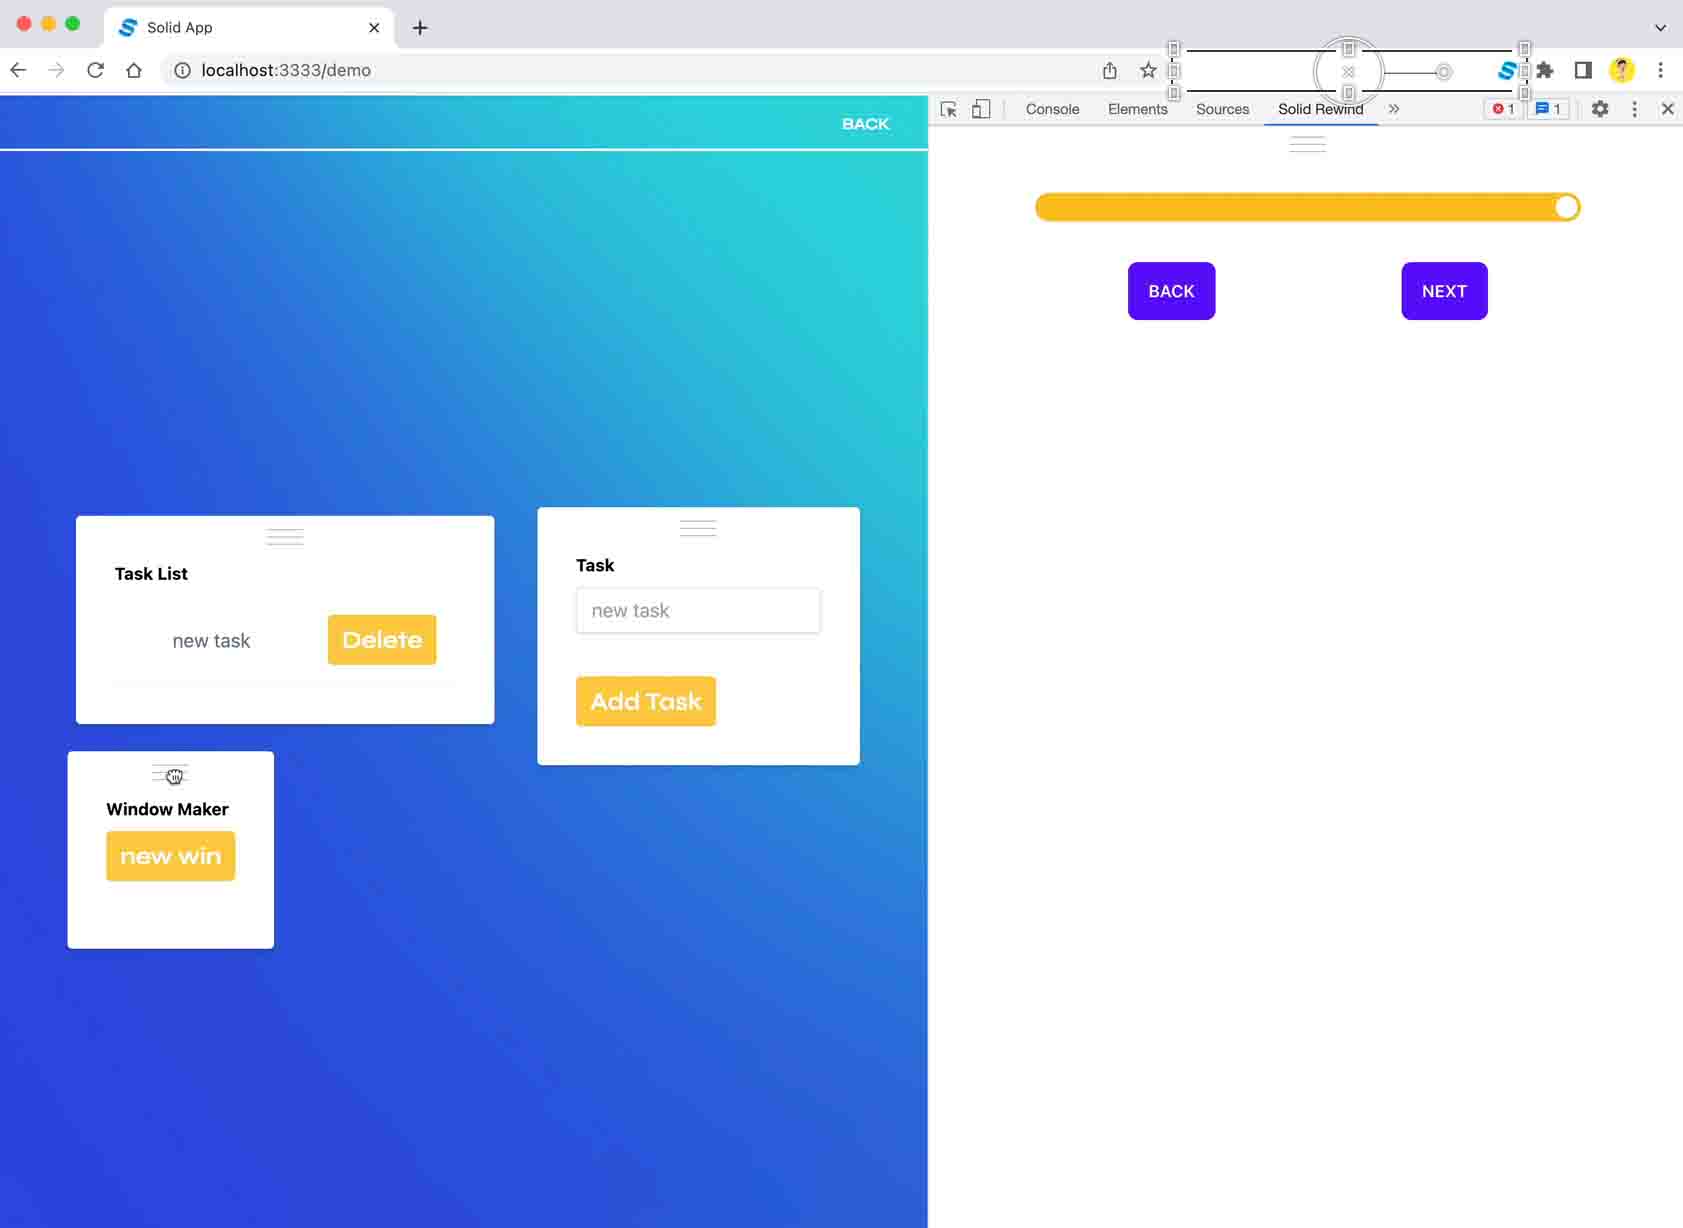 Solid App
localhost:3333/demo
BACK
Console Elements Sources Solid Rewind 1 1
BACK NEXT
Task List
new task Delete
Task
new task
Add Task
Window Maker
new win